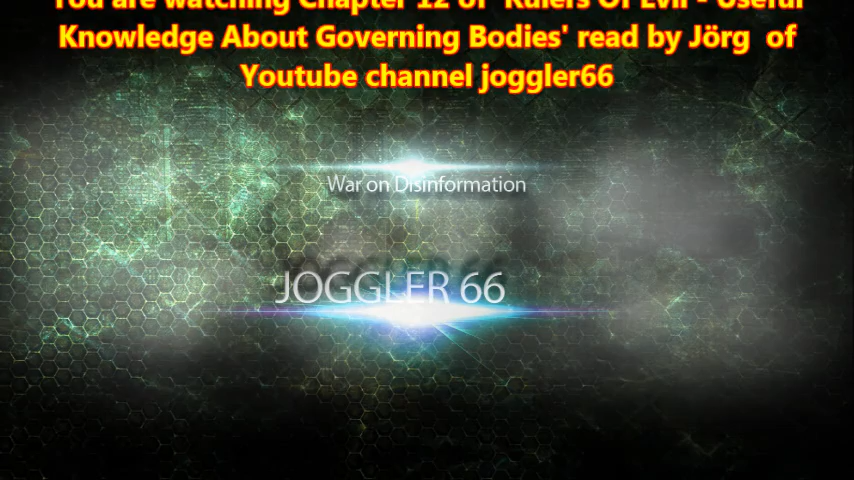 You are watching Chapter 12 of 'Rulers Of Evil - Useful
Knowledge About Governing Bodies' read by Jörg of
Youtube channel joggler66
War on Disinformation
JOGGLER 66